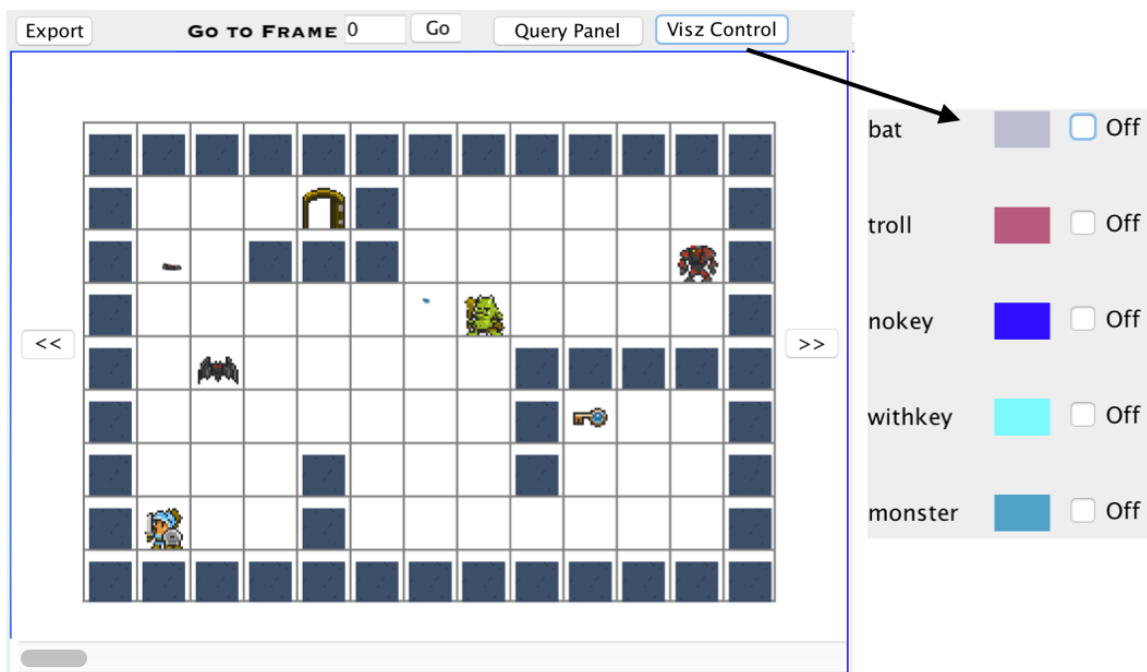 Export GO TO FRAME 0 Go Query Panel Visz Control
bat Off
troll Off
nokey Off
<< >>
withkey Off
monster Off